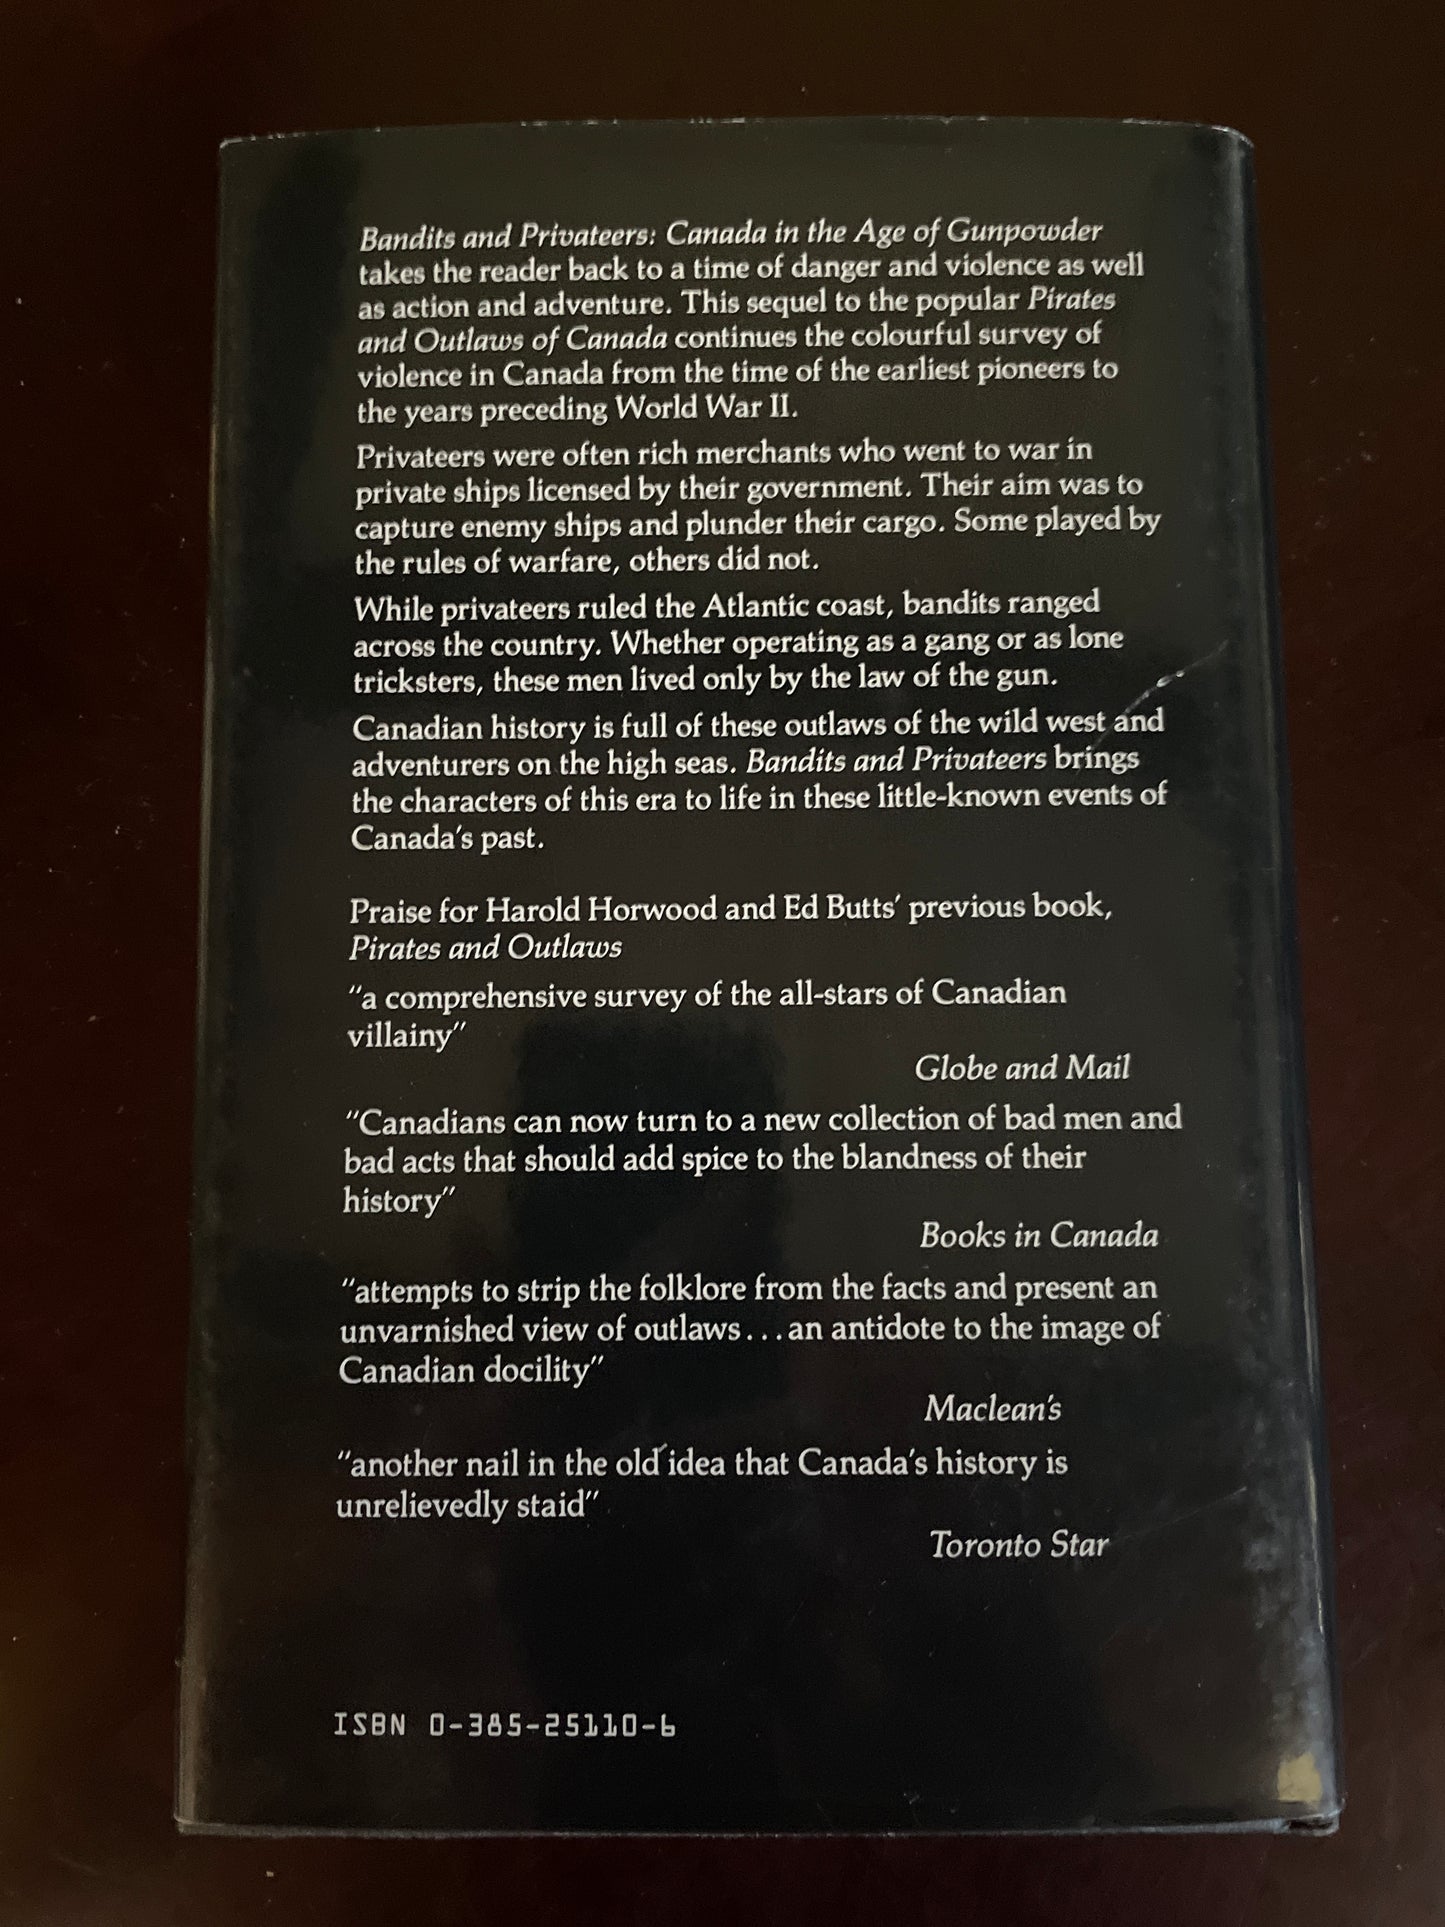 Bandits and Privateers: Canada in the Age of Gunpowder
takes the reader back to a time of danger and violence as well
as action and adventure. This sequel to the popular Pirates
and Outlaws of Canada continues the colourful survey of
violence in Canada from the time of the earliest pioneers to
the years preceding World War II.
Privateers were often rich merchants who went to war in
private ships licensed by their government. Their aim was to
capture enemy ships and plunder their cargo. Some played by
the rules of warfare, others did not.
While privateers ruled the Atlantic coast, bandits ranged
across the country. Whether operating as a gang or as lone
tricksters, these men lived only by the law of the gun.
Canadian history is full of these outlaws of the wild west and
adventurers on the high seas. Bandits and Privateers brings
the characters of this era to life in these little-known events of
Canada's past.
Praise for Harold Horwood and Ed Butts' previous book,
Pirates and Outlaws
"a comprehensive survey of the all-stars of Canadian
villainy"
Globe and Mail
"Canadians can now turn to a new collection of bad men and
bad acts that should add spice to the blandness of their
history"
Books in Canada
"attempts to strip the folklore from the facts and present an
unvarnished view of outlaws...an antidote to the image of
Canadian docility"
Maclean's
"another nail in the old idea that Canada's history is
unrelievedly staid"
Toronto Star
ISBN 0-385-25110-6